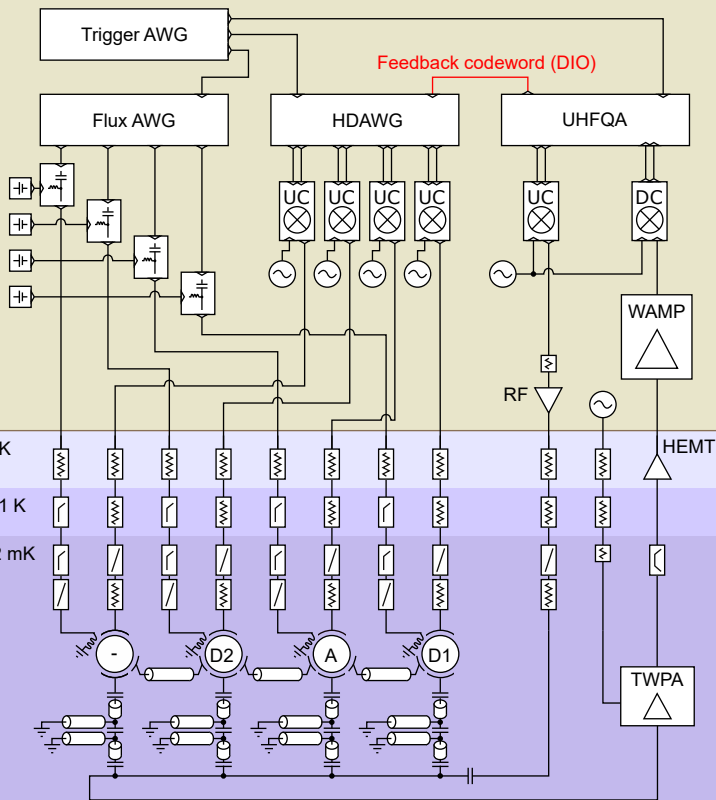 Trigger AWG
Feedback codeword (DIO)
Flux AWG
HDAWG
UHFQA
UC
UC
UC
UC
UC
DC
WAMP
RF
K
HEMT
1 K
mK
-
D2
A
D1
TWPA